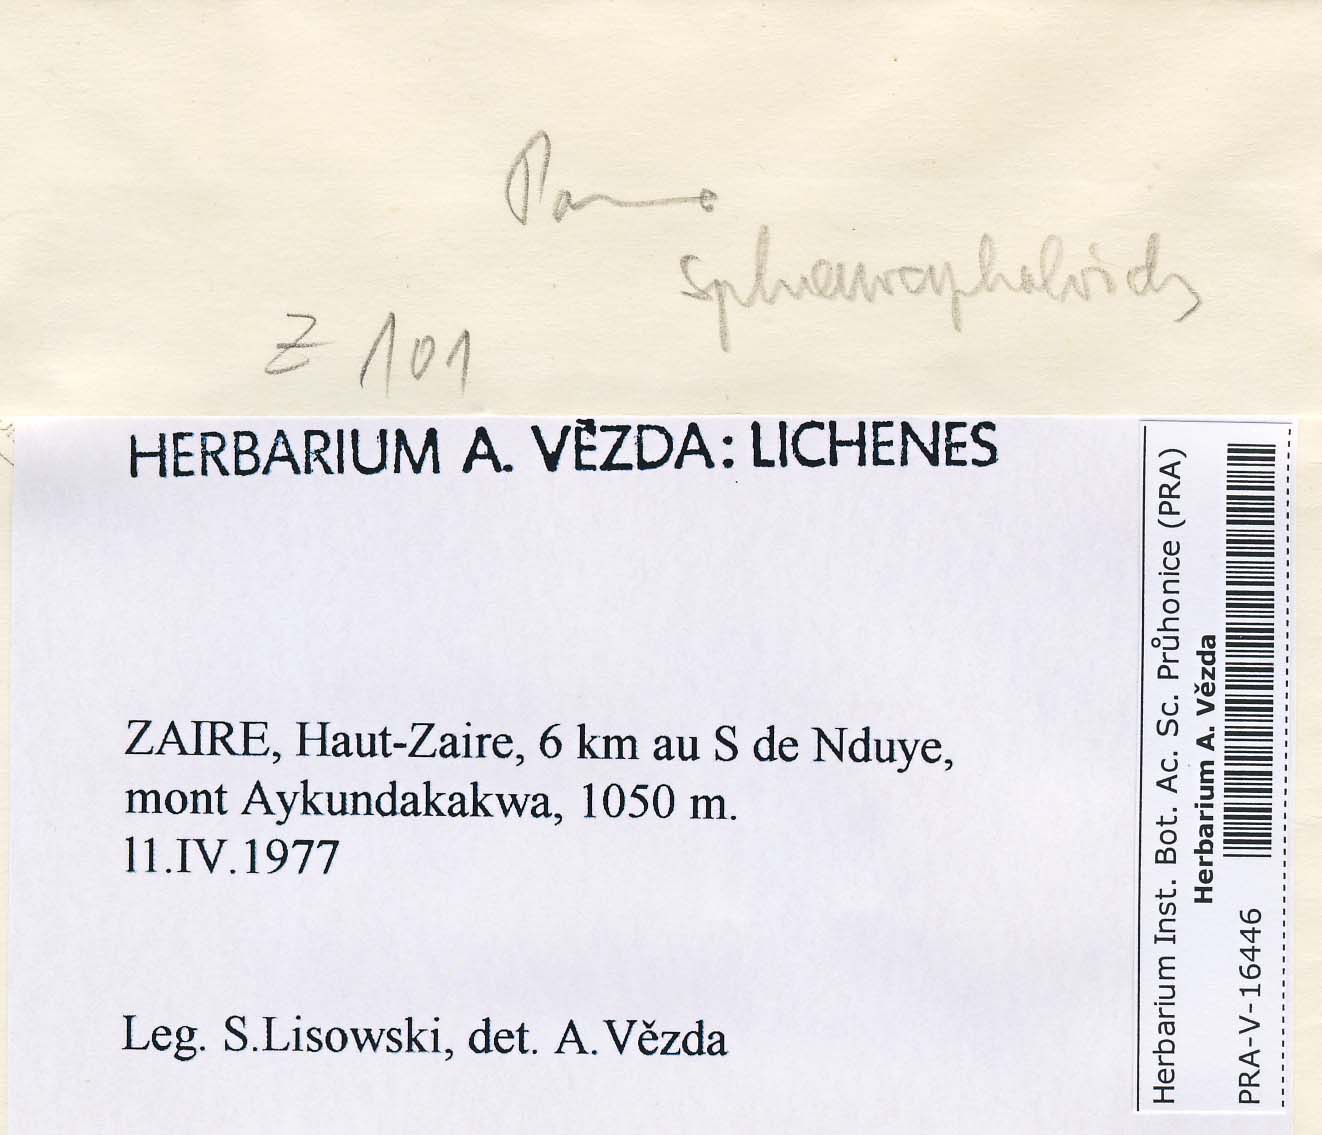 Z 101
HERBARIUM A. VĚZDA: LICHENES
ZAIRE, Haut-Zaire, 6 km au S de Nduye,
mont Aykundakakwa, 1050 m.
11.IV.1977
Leg. S.Lisowski, det. A.Vězda
Herbarium Inst. Bot. Ac. Sc. Průhonice (PRA)
Herbarium A. Vězda
PRA-V-16446